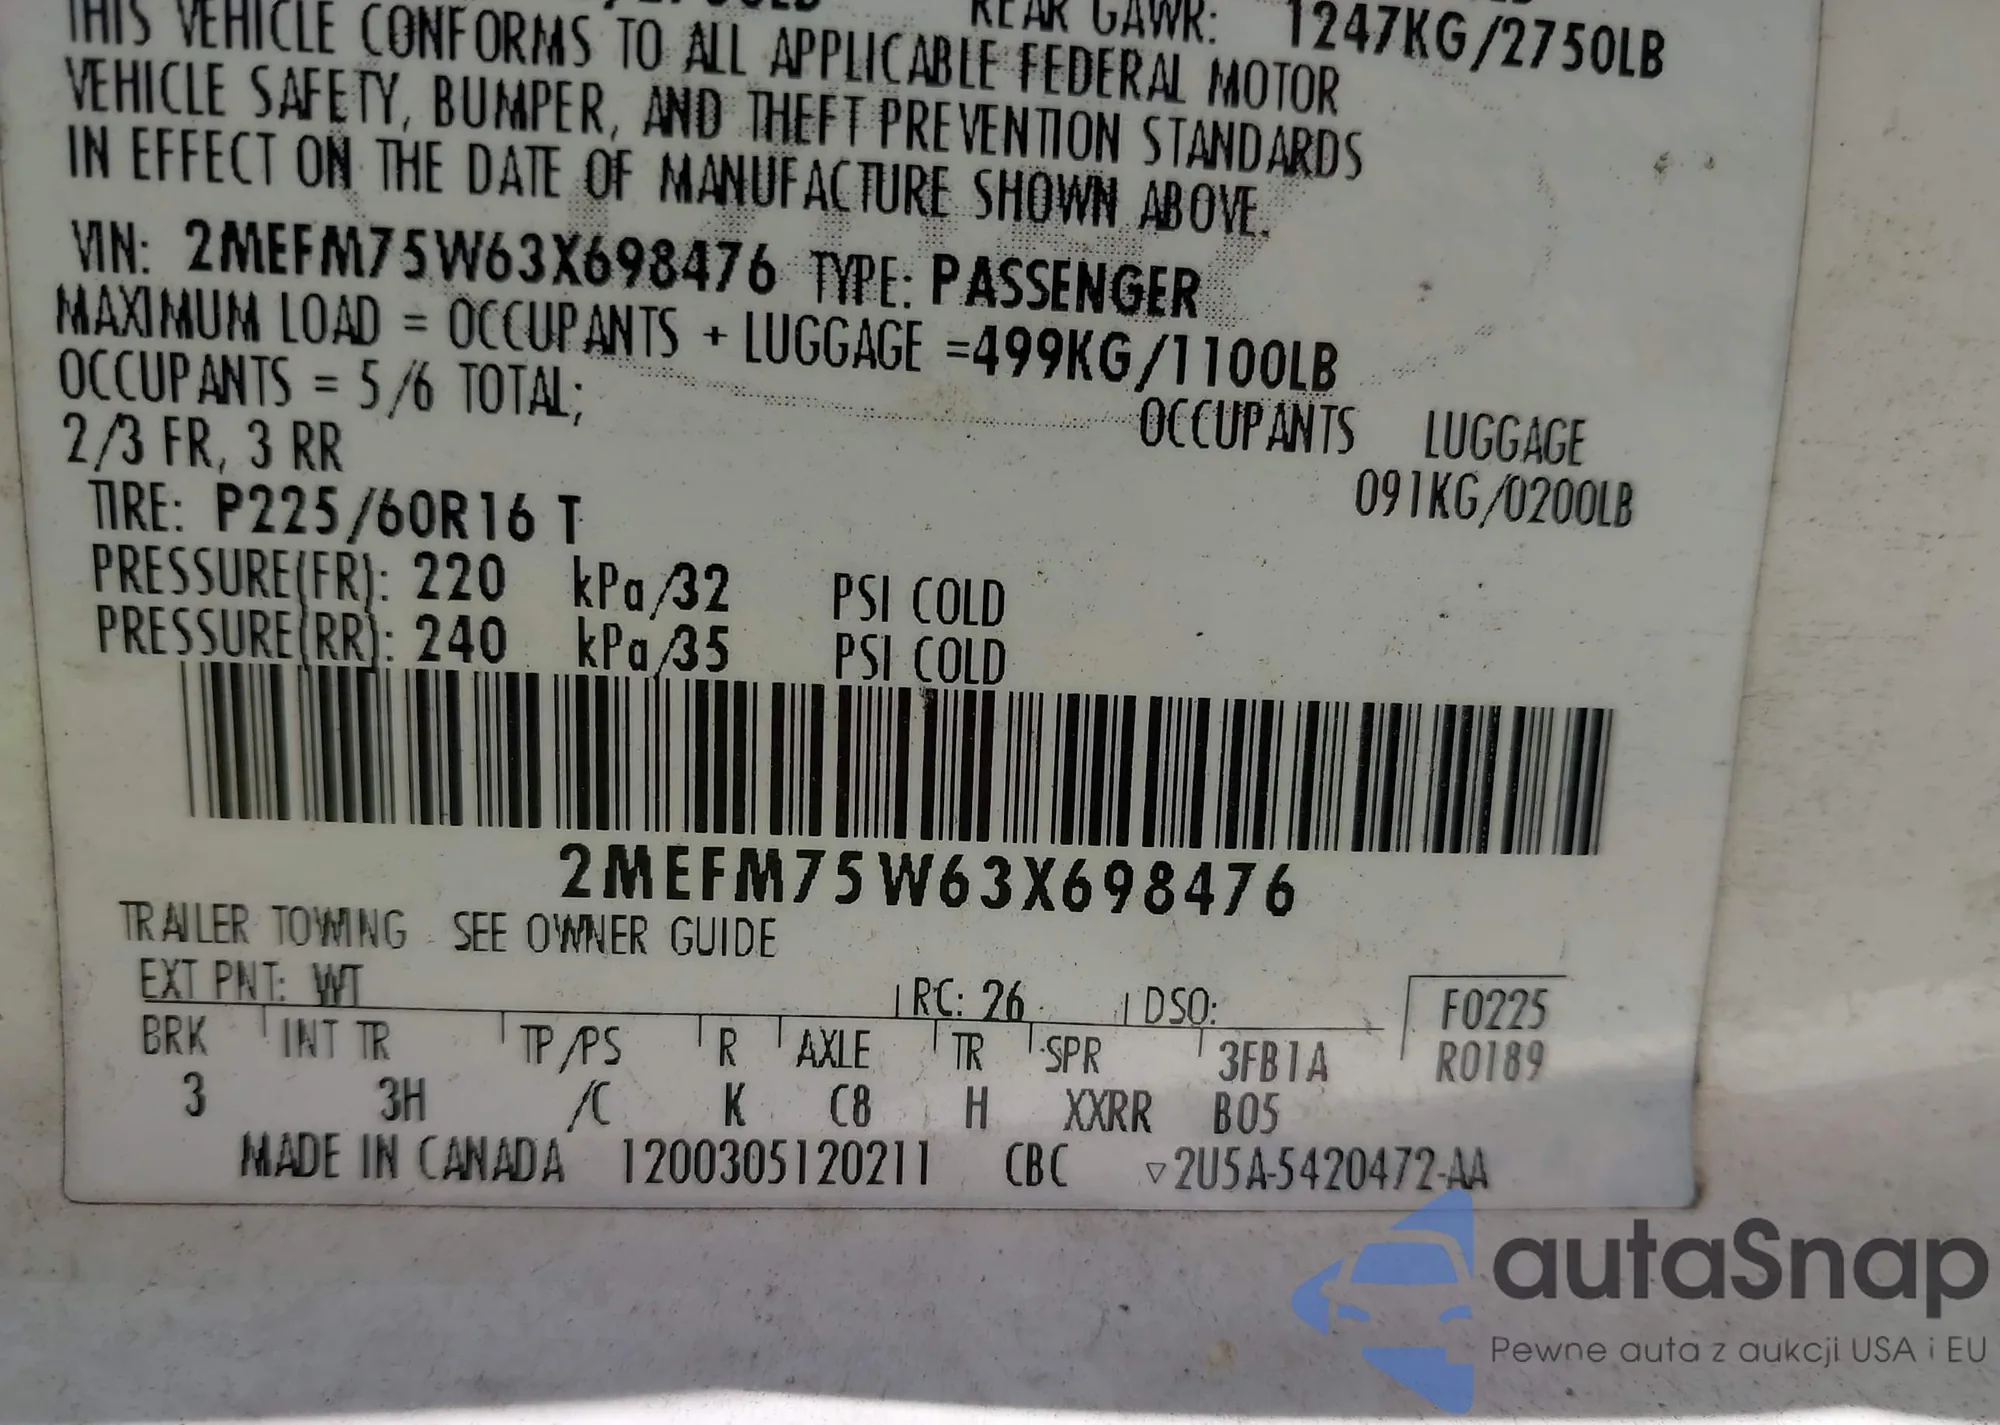 REAR GAWR: 1247KG/2750LB
THIS VEHICLE CONFORMS TO ALL APPLICABLE FEDERAL MOTOR
VEHICLE SAFETY, BUMPER, AND THEFT PREVENTION STANDARDS
IN EFFECT ON THE DATE OF MANUFACTURE SHOWN ABOVE.
VIN: 2MEFM75W63X698476 TYPE: PASSENGER
MAXIMUM LOAD = OCCUPANTS + LUGGAGE =499KG/1100LB
OCCUPANTS = 5/6 TOTAL; OCCUPANTS LUGGAGE
2/3 FR, 3 RR 091KG/0200LB
TIRE: P225/60R16 T
PRESSURE(FR): 220 kPa/32 PSI COLD
PRESSURE(RR): 240 kPa/35 PSI COLD
2MEFM75W63X698476
TRAILER TOWING - SEE OWNER GUIDE
EXT PNT: WT RC: 26 DSO: F0225
BRK INT TR TP/PS R AXLE TR SPR 3FB1A R0189
3 3H /C K C8 H XXRR B05
MADE IN CANADA 1200305120211 CBC ▽2U5A-5420472-AA
autaSnap
Pewne auta z aukcji USA i EU